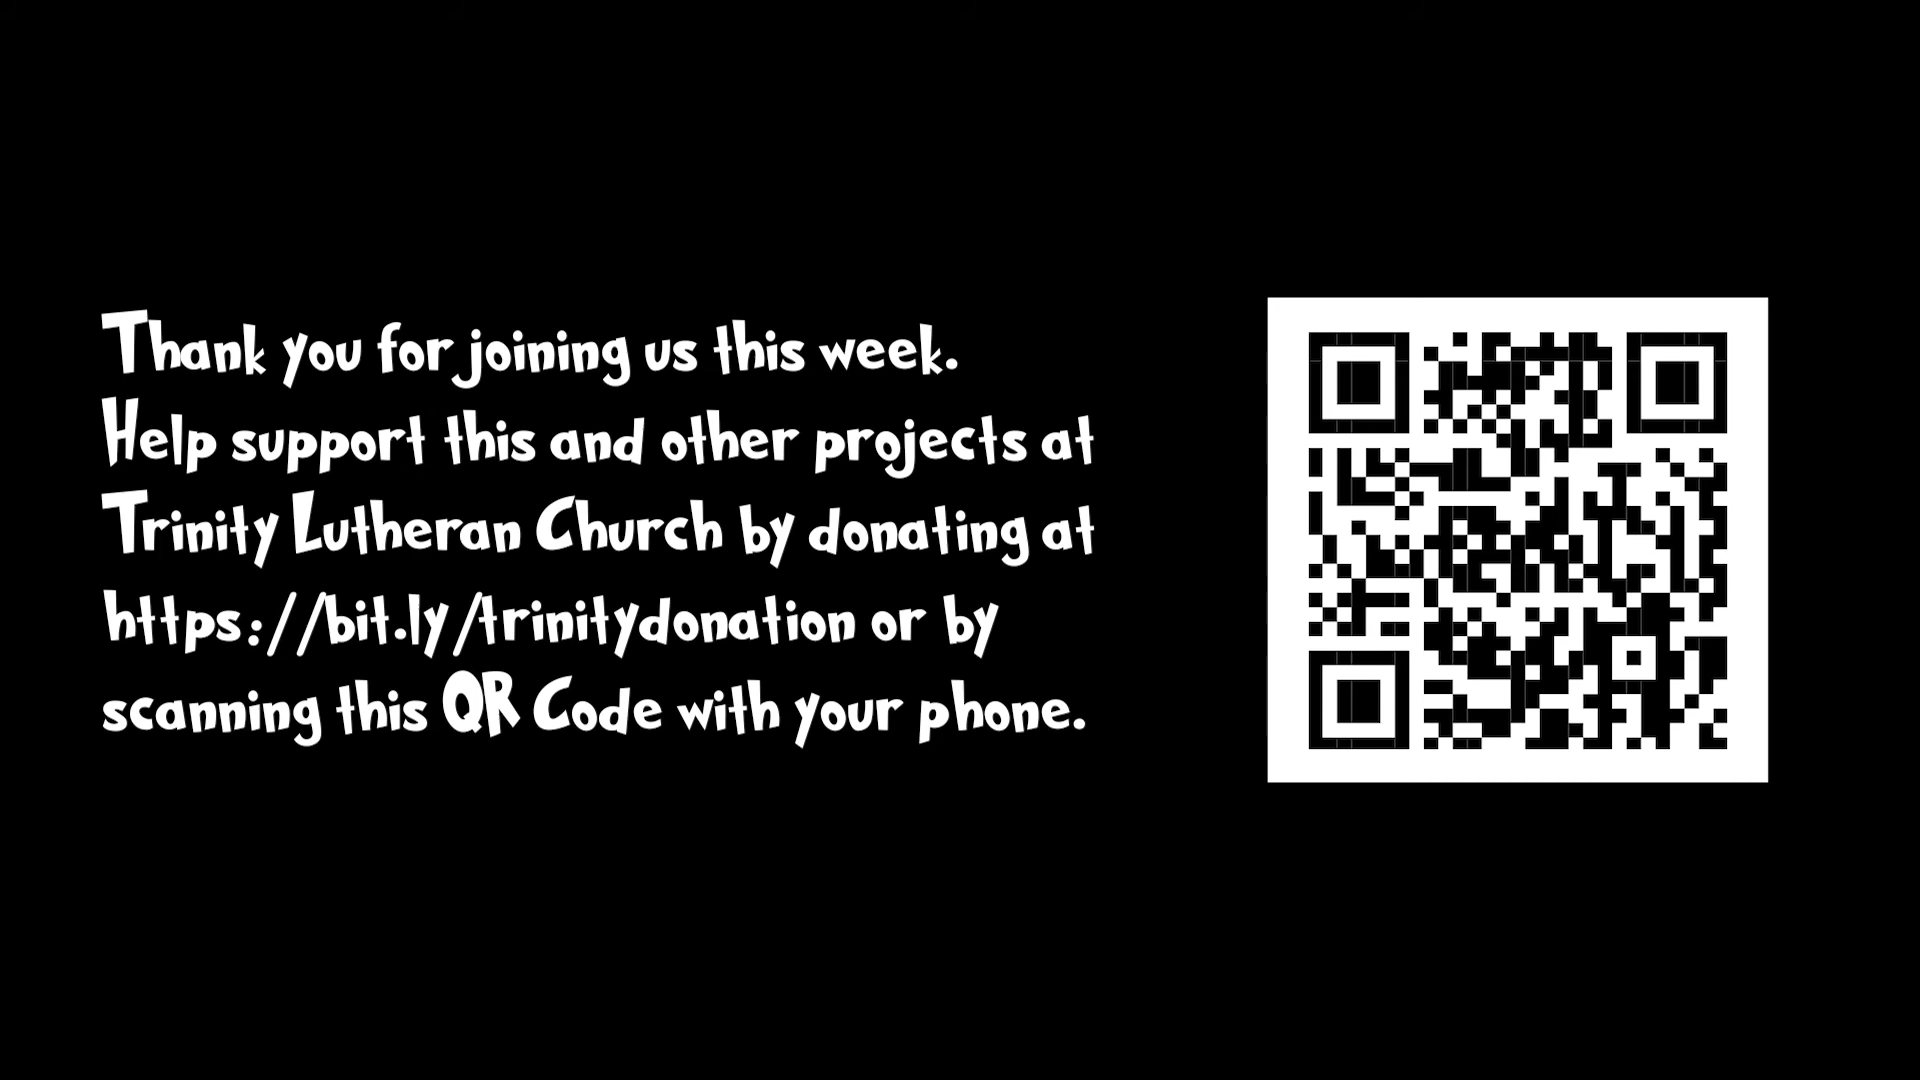 Thank you for joining us this week.
Help support this and other projects at
Trinity Lutheran Church by donating at
https://bit.ly/trinitydonation or by
scanning this QR Code with your phone.